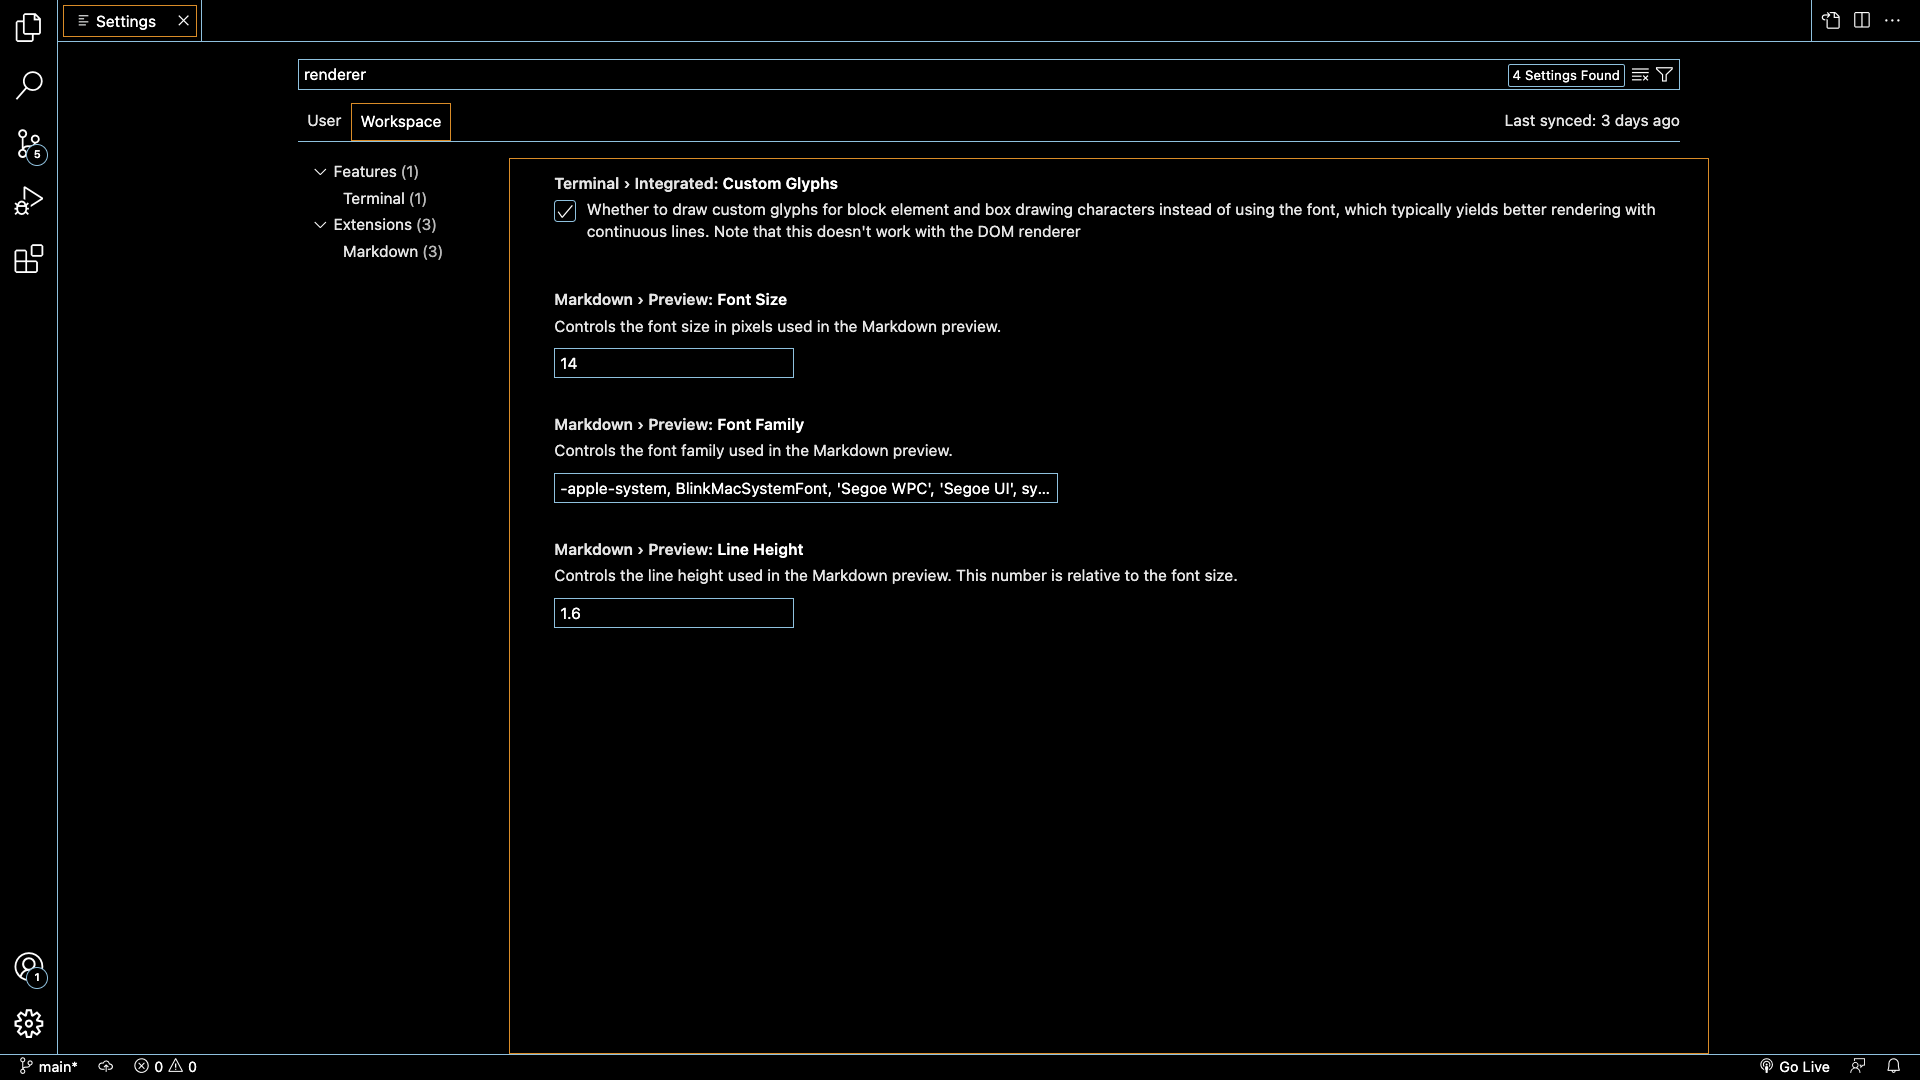 Settings
renderer
4 Settings Found
User
Workspace
Last synced: 3 days ago
Features (1)
Terminal (1)
Extensions (3)
Markdown (3)
Terminal › Integrated: Custom Glyphs
Whether to draw custom glyphs for block element and box drawing characters instead of using the font, which typically yields better rendering with
continuous lines. Note that this doesn't work with the DOM renderer
Markdown › Preview: Font Size
Controls the font size in pixels used in the Markdown preview.
14
Markdown › Preview: Font Family
Controls the font family used in the Markdown preview.
-apple-system, BlinkMacSystemFont, 'Segoe WPC', 'Segoe UI', sy...
Markdown › Preview: Line Height
Controls the line height used in the Markdown preview. This number is relative to the font size.
1.6
5
1
main*
0
0
Go Live